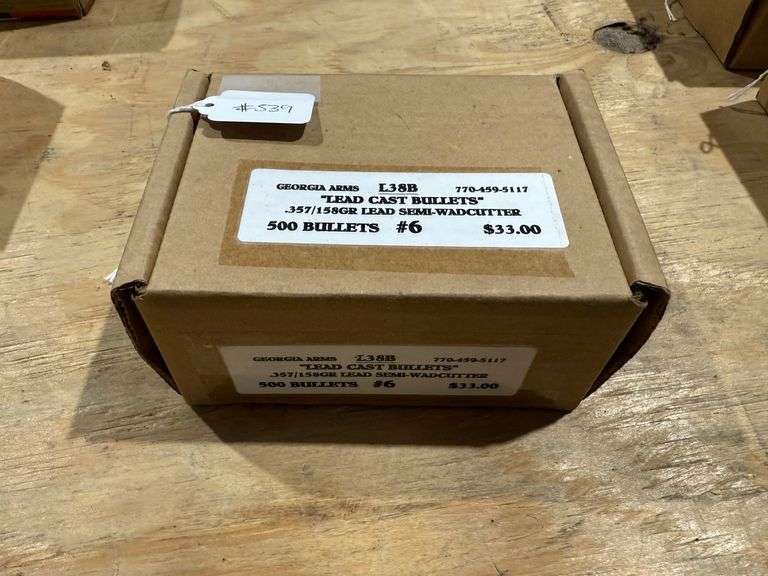 #539
GEORGIA ARMS L38B 770-459-5117
"LEAD CAST BULLETS"
.357/158GR LEAD SEMI-WADCUTTER
500 BULLETS #6 $33.00
GEORGIA ARMS L38B 770-459-5117
"LEAD CAST BULLETS"
.357/158GR LEAD SEMI-WADCUTTER
500 BULLETS #6 $33.00